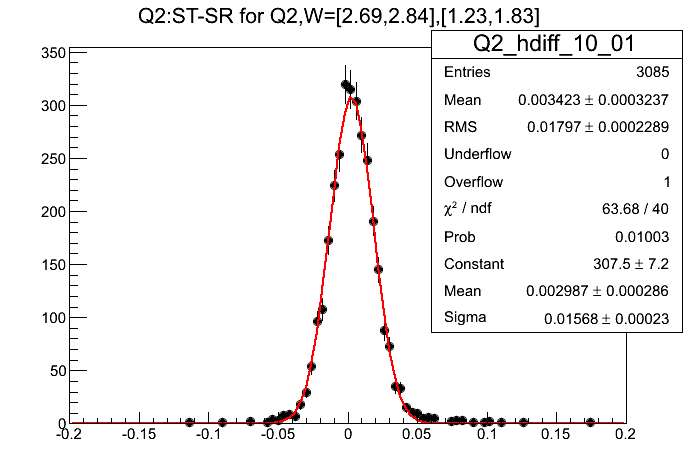 Q2:ST-SR for Q2,W=[2.69,2.84],[1.23,1.83]
Q2_hdiff_10_01
Entries 3085
Mean 0.003423 ± 0.0003237
RMS 0.01797 ± 0.0002289
Underflow 0
Overflow 1
χ² / ndf 63.68 / 40
Prob 0.01003
Constant 307.5 ± 7.2
Mean 0.002987 ± 0.000286
Sigma 0.01568 ± 0.00023
350
300
250
200
150
100
50
0
-0.2 -0.15 -0.1 -0.05 0 0.05 0.1 0.15 0.2